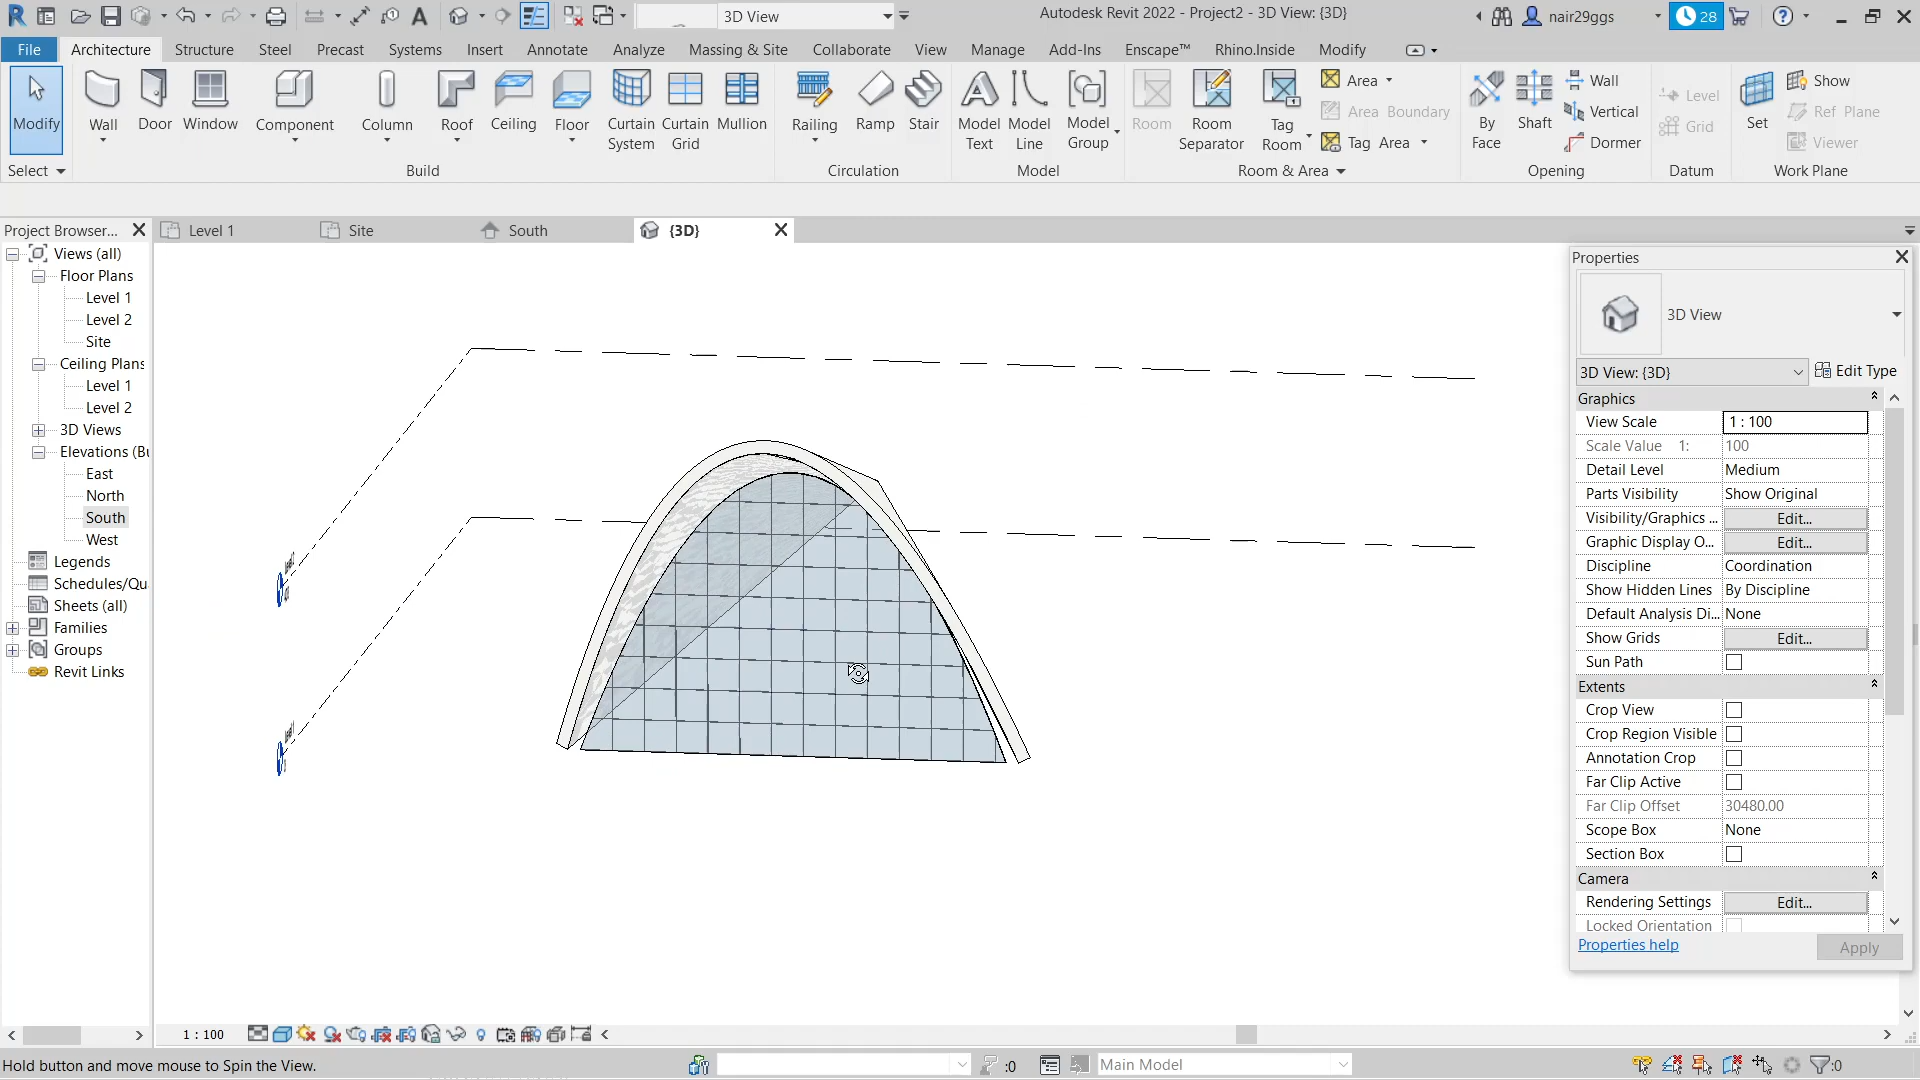 3D View
Autodesk Revit 2022 - Project2 - 3D View: {3D}
nair29ggs
28
File
Architecture
Structure
Steel
Precast
Systems
Insert
Annotate
Analyze
Massing & Site
Collaborate
View
Manage
Add-Ins
Enscape™
Rhino.Inside
Modify
Modify
Wall
Door
Window
Component
Column
Roof
Ceiling
Floor
Curtain System
Curtain Grid
Mullion
Railing
Ramp
Stair
Model Text
Model Line
Model Group
Room
Room Separator
Tag Room
Area
Area Boundary
Tag Area
By Face
Shaft
Wall
Vertical
Dormer
Level
Grid
Set
Show
Ref Plane
Viewer
Select
Build
Circulation
Model
Room & Area
Opening
Datum
Work Plane
Project Browser...
Level 1
Site
South
{3D}
Views (all)
Floor Plans
Level 1
Level 2
Site
Ceiling Plans
Level 1
Level 2
3D Views
Elevations (Bu
East
North
South
West
Legends
Schedules/Qu
Sheets (all)
Families
Groups
Revit Links
Properties
3D View
3D View: {3D}
Edit Type
Graphics
View Scale 1 : 100
Scale Value 1: 100
Detail Level Medium
Parts Visibility Show Original
Visibility/Graphics ... Edit...
Graphic Display O... Edit...
Discipline Coordination
Show Hidden Lines By Discipline
Default Analysis Di... None
Show Grids Edit...
Sun Path
Extents
Crop View
Crop Region Visible
Annotation Crop
Far Clip Active
Far Clip Offset 30480.00
Scope Box None
Section Box
Camera
Rendering Settings Edit...
Locked Orientation
Properties help
Apply
1 : 100
Hold button and move mouse to Spin the View.
:0
Main Model
:0